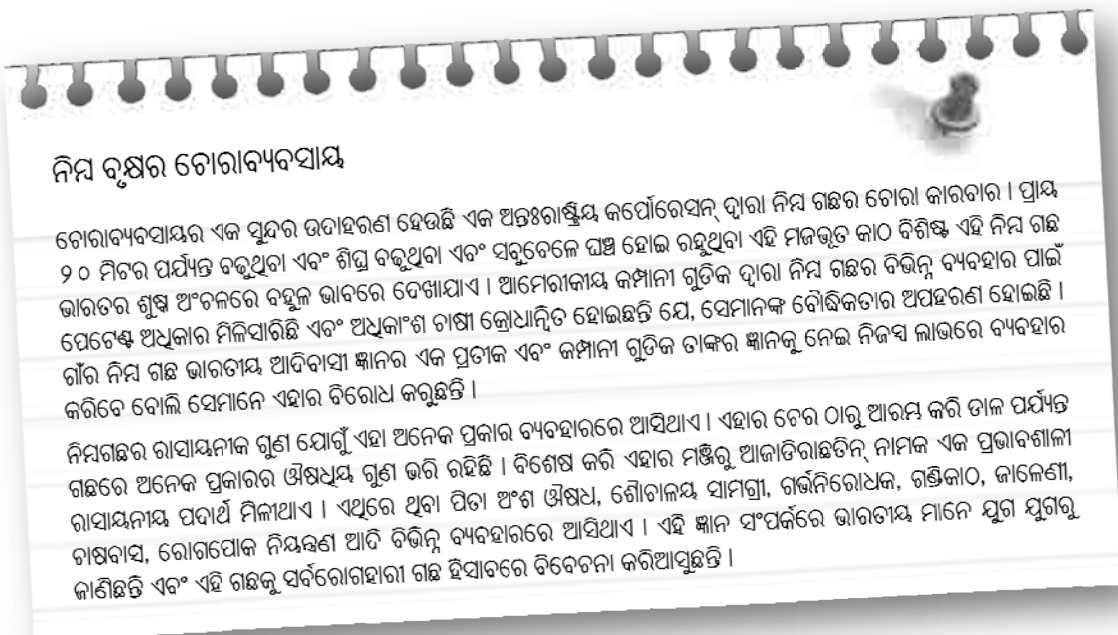 ନିମ୍ବ ବୃକ୍ଷର ଚୋରାବ୍ୟବସାୟ
ଚୋରାବ୍ୟବସାୟର ଏକ ସୁନ୍ଦର ଉଦାହରଣ ହେଉଛି ଏକ ଅନ୍ତଃରାଷ୍ଟ୍ରିୟ କର୍ପୋରେସନ୍ ଦ୍ୱାରା ନିମ୍ବ ଗଛର ଚୋରା କାରବାର । ପ୍ରାୟ
୨୦ ମିଟର ପର୍ଯ୍ୟନ୍ତ ବଢୁଥିବା ଏବଂ ଶିଘ୍ର ବଢୁଥିବା ଏବଂ ସବୁବେଳେ ଘଞ୍ଚ ହୋଇ ରହୁଥିବା ଏହି ମଜଭୂତ କାଠ ବିଶିଷ୍ଟ ଏହି ନିମ୍ବ ଗଛ
ଭାରତର ଶୁଷ୍କ ଅଂଚଳରେ ବହୁଳ ଭାବରେ ଦେଖାଯାଏ । ଆମେରୀକୀୟ କମ୍ପାନୀ ଗୁଡିକ ଦ୍ୱାରା ନିମ୍ବ ଗଛର ବିଭିନ୍ନ ବ୍ୟବହାର ପାଇଁ
ପେଟେଣ୍ଟ ଅଧିକାର ମିଳିସାରିଛି ଏବଂ ଅଧିକାଂଶ ଚାଷୀ କ୍ରୋଧାନ୍ୱିତ ହୋଇଛନ୍ତି ଯେ, ସେମାନଙ୍କ ବୌଦ୍ଧିକତାର ଅପହରଣ ହୋଇଛି ।
ଗାଁର ନିମ୍ବ ଗଛ ଭାରତୀୟ ଆଦିବାସୀ ଜ୍ଞାନର ଏକ ପ୍ରତୀକ ଏବଂ କମ୍ପାନୀ ଗୁଡିକ ତାଙ୍କର ଜ୍ଞାନକୁ ନେଇ ନିଜସ୍ୱ ଲାଭରେ ବ୍ୟବହାର
କରିବେ ବୋଲି ସେମାନେ ଏହାର ବିରୋଧ କରୁଛନ୍ତି ।
ନିମ୍ବଗଛର ରାସାୟନୀକ ଗୁଣ ଯୋଗୁଁ ଏହା ଅନେକ ପ୍ରକାର ବ୍ୟବହାରରେ ଆସିଥାଏ । ଏହାର ଚେର ଠାରୁ ଆରମ୍ଭ କରି ଡାଳ ପର୍ଯ୍ୟନ୍ତ
ଗଛରେ ଅନେକ ପ୍ରକାରର ଔଷଧିୟ ଗୁଣ ଭରି ରହିଛି । ବିଶେଷ କରି ଏହାର ମଞ୍ଜିରୁ ଆଜାଡିରାଛତିନ୍ ନାମକ ଏକ ପ୍ରଭାବଶାଳୀ
ରାସାୟନୀୟ ପଦାର୍ଥ ମିଳୀଥାଏ । ଏଥିରେ ଥିବା ପିତା ଅଂଶ ଔଷଧ, ଶୌଚାଳୟ ସାମଗ୍ରୀ, ଗର୍ଭନିରୋଧକ, ଗଣ୍ଡିକାଠ, ଜାଳେଣୀ,
ଚାଷବାସ, ରୋଗପୋକ ନିୟନ୍ତ୍ରଣ ଆଦି ବିଭିନ୍ନ ବ୍ୟବହାରରେ ଆସିଥାଏ । ଏହି ଜ୍ଞାନ ସଂପର୍କରେ ଭାରତୀୟ ମାନେ ଯୁଗ ଯୁଗରୁ
ଜାଣିଛନ୍ତି ଏବଂ ଏହି ଗଛକୁ ସର୍ବରୋଗହାରୀ ଗଛ ହିସାବରେ ବିବେଚନା କରିଆସୁଛନ୍ତି ।